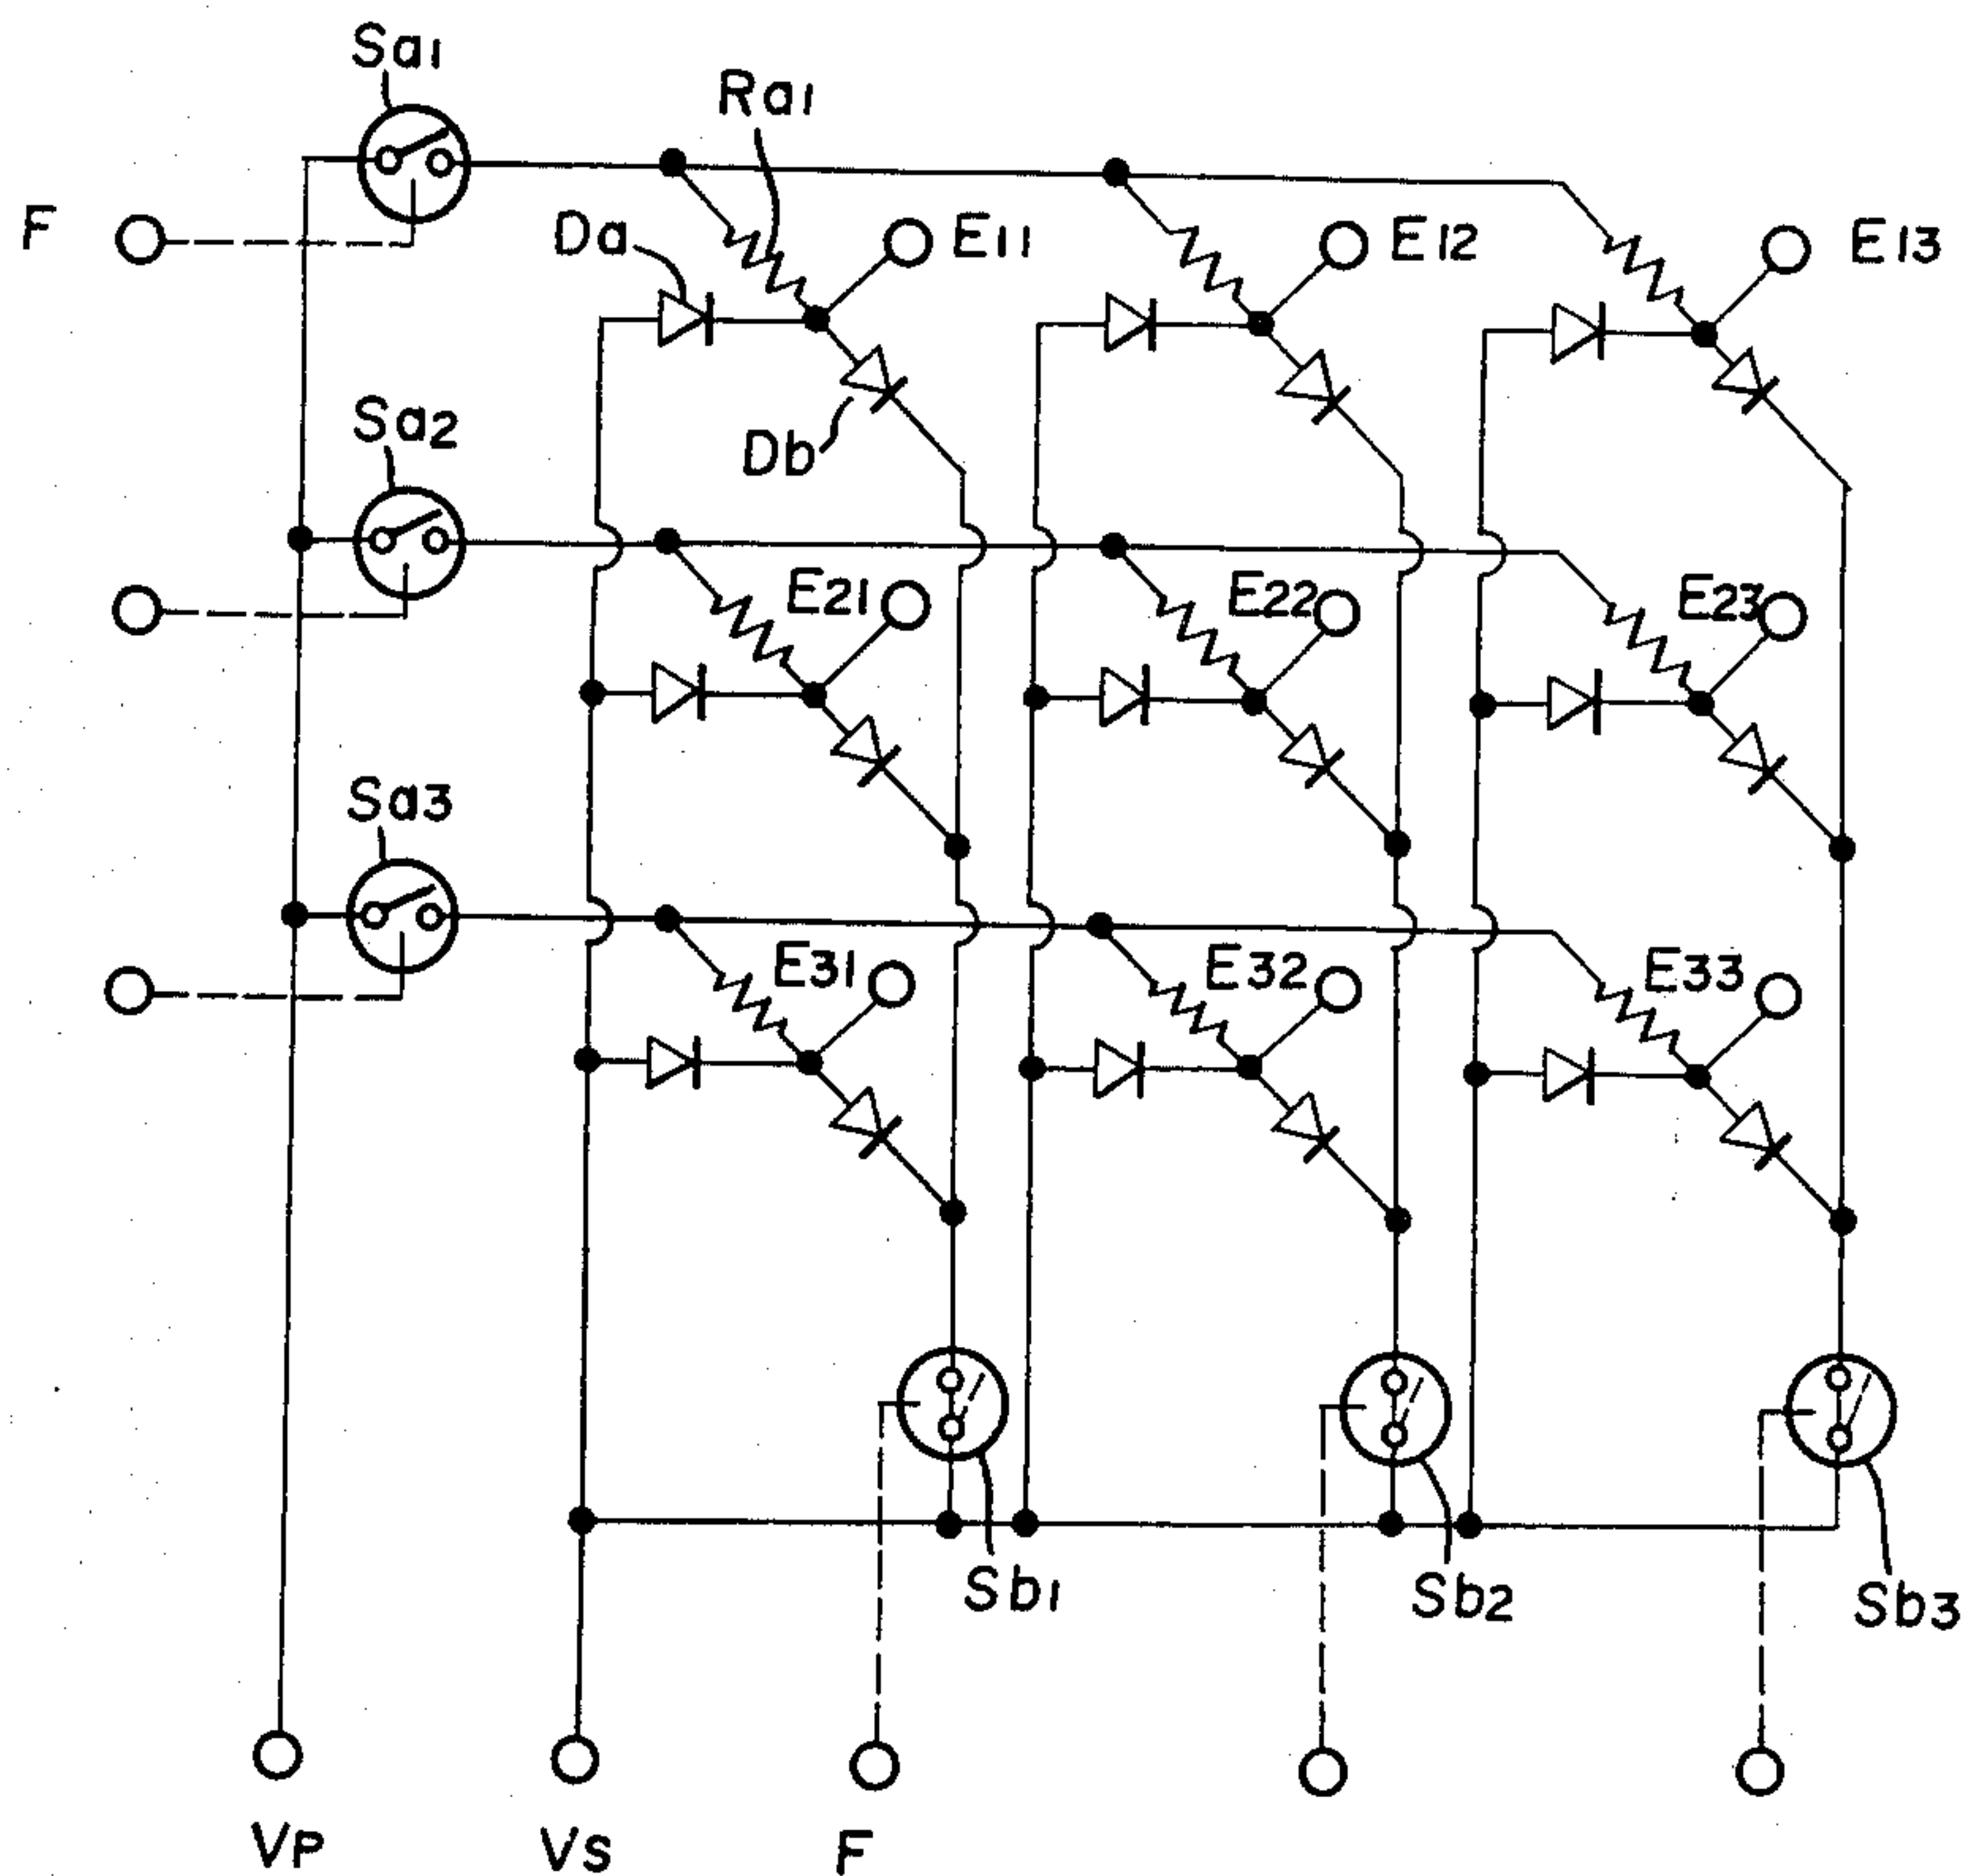 Sa1
Ra1
F
Da
E11
E12
E13
Sa2
Db
E21
E22
E23
Sa3
E31
E32
E33
Sb1
Sb2
Sb3
VP
VS
F